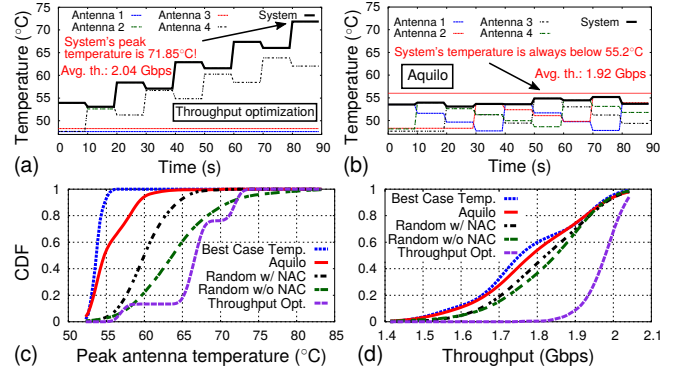 Antenna 1
Antenna 3
System
Antenna 2
Antenna 4
System's peak
temperature is 71.85°C!
Avg. th.: 2.04 Gbps
Throughput optimization
Temperature (°C)
75
70
65
60
55
50
0 10 20 30 40 50 60 70 80 90
(a)
Time (s)
Antenna 1
Antenna 3
System
Antenna 2
Antenna 4
System's temperature is always below 55.2°C
Aquilo
Avg. th.: 1.92 Gbps
Temperature (°C)
75
70
65
60
55
50
0 10 20 30 40 50 60 70 80 90
(b)
Time (s)
CDF
1
0.8
0.6
0.4
0.2
0
Best Case Temp.
Aquilo
Random w/ NAC
Random w/o NAC
Throughput Opt.
50 55 60 65 70 75 80 85
(c)
Peak antenna temperature (°C)
1
0.8
0.6
0.4
0.2
0
Best Case Temp.
Aquilo
Random w/ NAC
Random w/o NAC
Throughput Opt.
1.4 1.5 1.6 1.7 1.8 1.9 2 2.1
(d)
Throughput (Gbps)